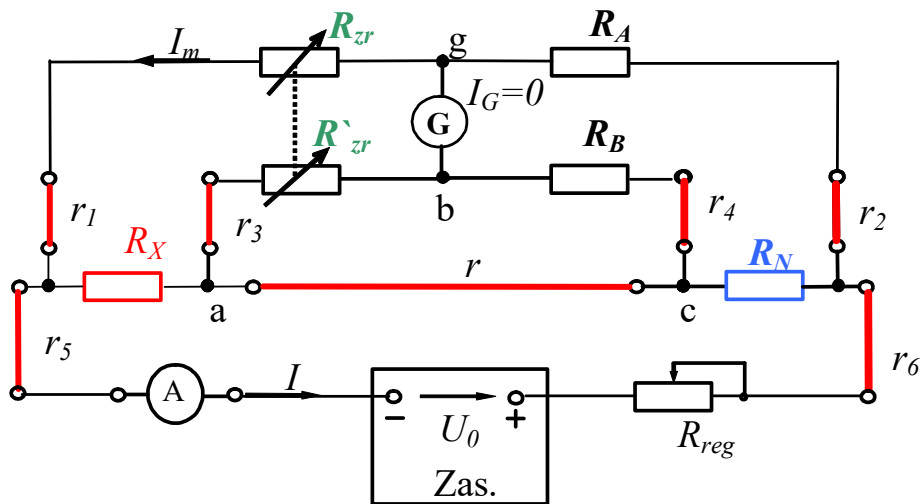 R_zr
g
R_A
I_m
I_G=0
G
R`_zr
R_B
b
r_1
r_3
r_4
r_2
R_X
r
R_N
a
c
r_5
r_6
A
I
-
+
U_0
R_reg
Zas.